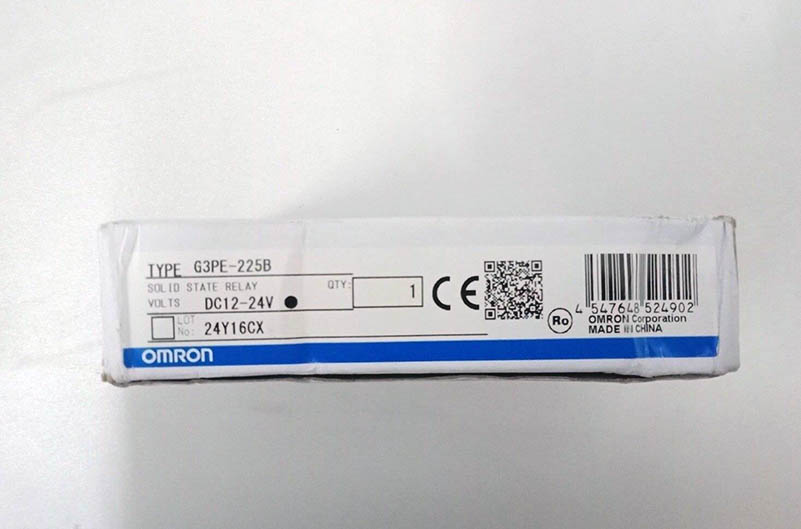 TYPE G3PE-225B
SOLID STATE RELAY QTY: 1
VOLTS DC12-24V ●
LOT No: 24Y16CX
OMRON
CE
Ro
4 547648 524902
OMRON Corporation
MADE IN CHINA